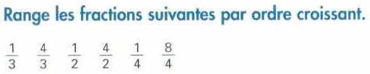 Range les fractions suivantes par ordre croissant.
1/3 4/3 1/2 4/2 1/4 8/4